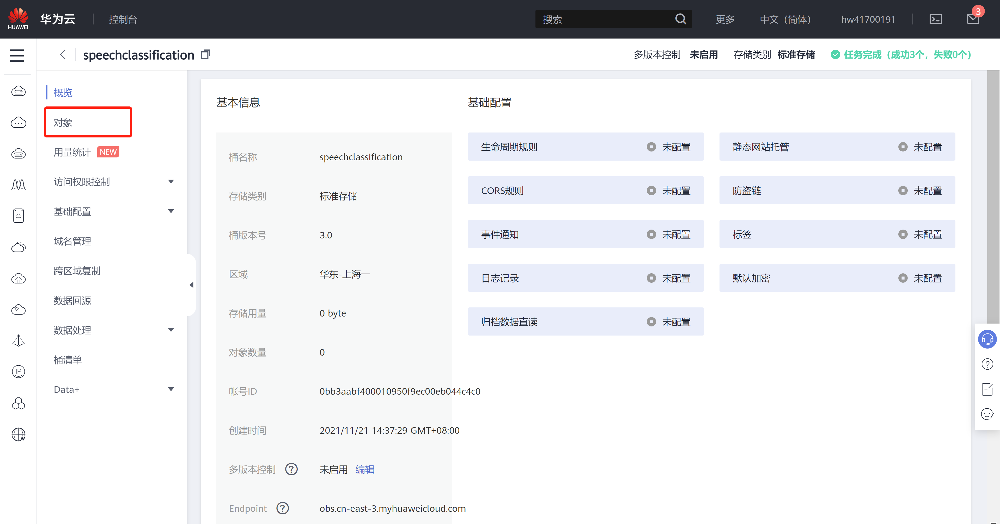 HUAWEI
华为云
控制台
搜索
更多
中文（简体）
hw41700191
3
speechclassification
多版本控制 未启用
存储类别 标准存储
任务完成（成功3个，失败0个）
概览
对象
用量统计 NEW
访问权限控制
基础配置
域名管理
跨区域复制
数据回源
数据处理
桶清单
Data+
IP
W
基本信息
桶名称 speechclassification
存储类别 标准存储
桶版本号 3.0
区域 华东-上海一
存储用量 0 byte
对象数量 0
帐号ID 0bb3aabf400010950f9ec00eb044c4c0
创建时间 2021/11/21 14:37:29 GMT+08:00
多版本控制 ? 未启用 编辑
Endpoint ? obs.cn-east-3.myhuaweicloud.com
基础配置
生命周期规则 未配置
静态网站托管 未配置
CORS规则 未配置
防盗链 未配置
事件通知 未配置
标签 未配置
日志记录 未配置
默认加密 未配置
归档数据直读 未配置